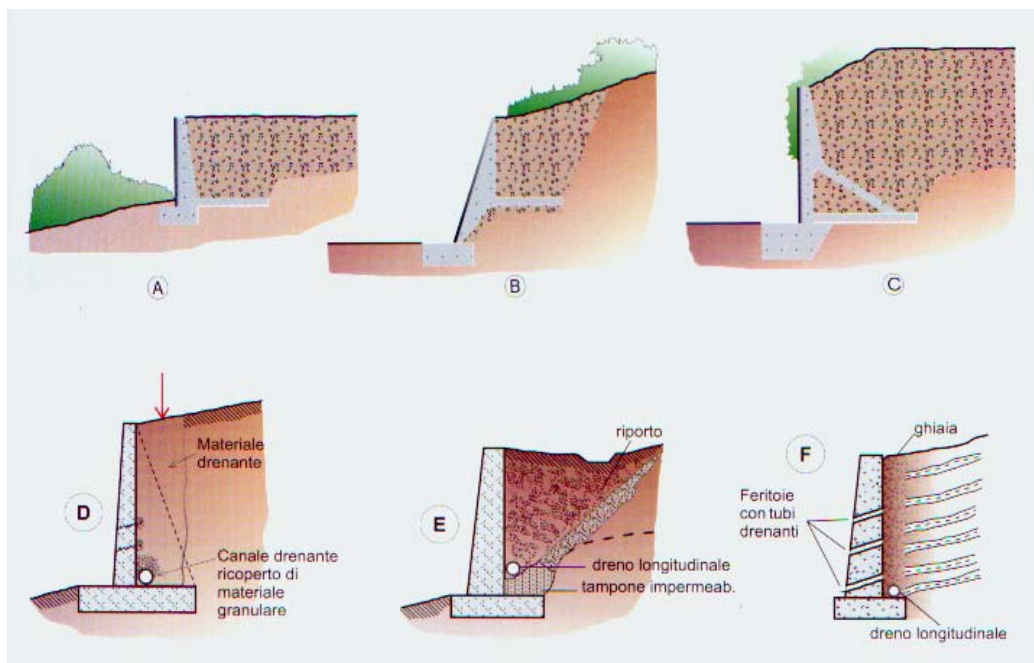 A
B
C
Materiale
drenante
D
Canale drenante
ricoperto di
materiale
granulare
riporto
E
dreno longitudinale
tampone impermeab.
ghiaia
F
Feritoie
con tubi
drenanti
dreno longitudinale